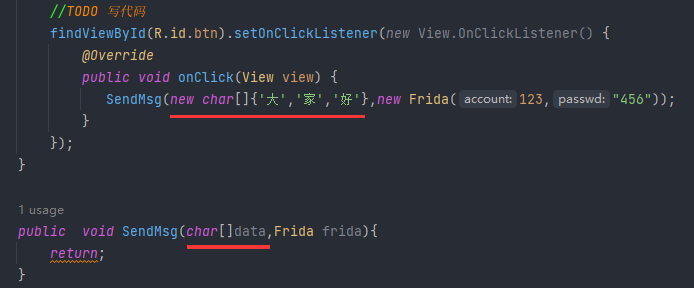 //TODO 写代码
findViewById(R.id.btn).setOnClickListener(new View.OnClickListener() {
@Override
public void onClick(View view) {
SendMsg(new char[]{'大','家','好'},new Frida( account: 123, passwd: "456"));
}
});
}
1 usage
public  void SendMsg(char[]data,Frida frida){
return;
}